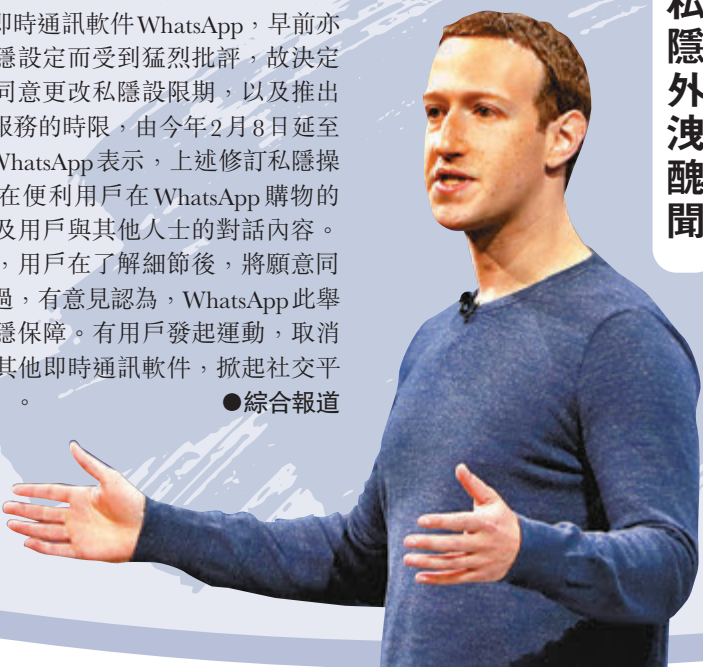 私隱外洩醜聞
即時通訊軟件WhatsApp，早前亦
隱設定而受到猛烈批評，故決定
同意更改私隱設限期，以及推出
服務的時限，由今年2月8日延至
WhatsApp表示，上述修訂私隱操
在便利用戶在WhatsApp購物的
及用戶與其他人士的對話內容。
，用戶在了解細節後，將願意同
過，有意見認為，WhatsApp此舉
隱保障。有用戶發起運動，取消
其他即時通訊軟件，掀起社交平
。 ●綜合報道